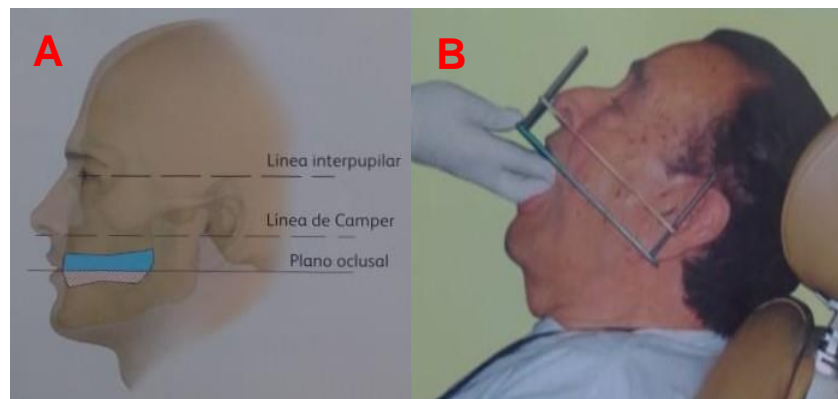 A
B
Línea interpupilar
Línea de Camper
Plano oclusal